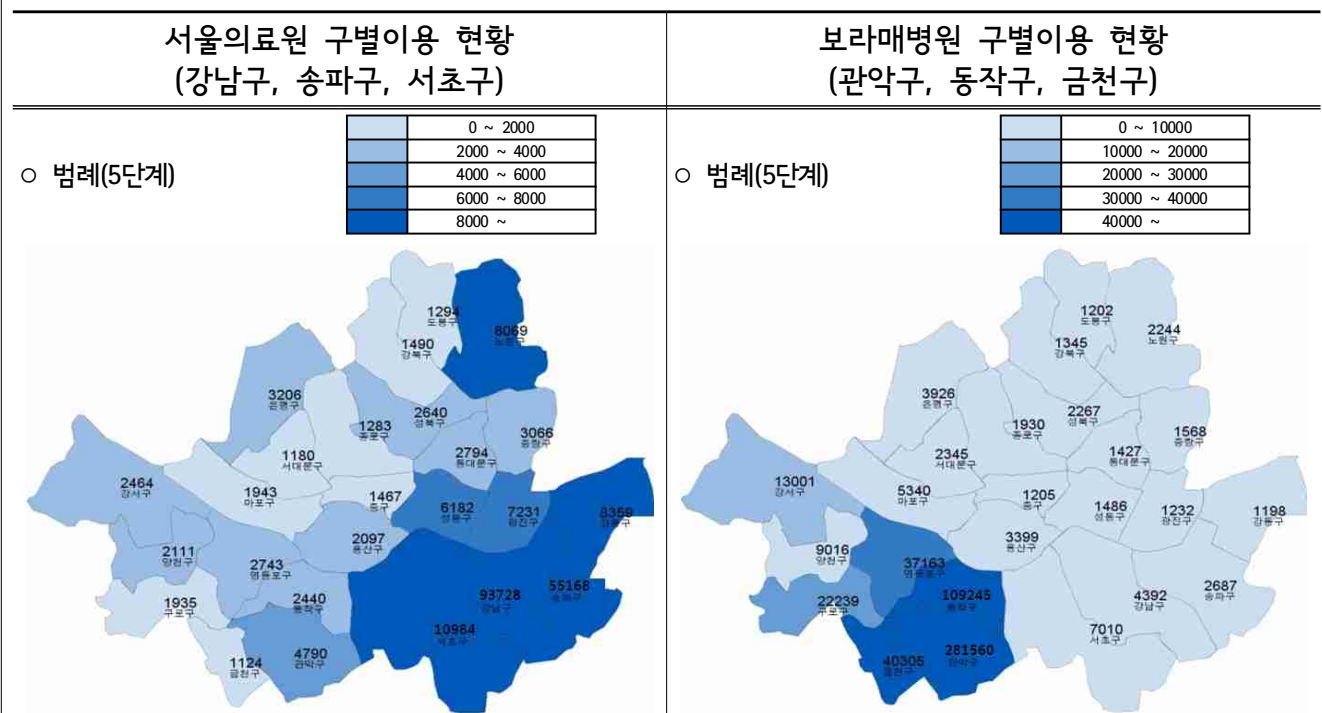 서울의료원 구별이용 현황
(강남구, 송파구, 서초구)
○ 범례(5단계)
0 ~ 2000
2000 ~ 4000
4000 ~ 6000
6000 ~ 8000
8000 ~
1294
도봉구
8069
노원구
1490
강북구
3206
은평구
2640
성북구
1283
종로구
3066
중랑구
2794
동대문구
1180
서대문구
2464
강서구
1943
마포구
1467
중구
6182
성동구
7231
광진구
8359
강동구
2097
용산구
2111
양천구
2743
영등포구
55168
송파구
93728
강남구
2440
동작구
1935
구로구
10984
서초구
4790
관악구
1124
금천구
보라매병원 구별이용 현황
(관악구, 동작구, 금천구)
○ 범례(5단계)
0 ~ 10000
10000 ~ 20000
20000 ~ 30000
30000 ~ 40000
40000 ~
1202
도봉구
2244
노원구
1345
강북구
3926
은평구
2267
성북구
1930
종로구
1568
중랑구
1427
동대문구
2345
서대문구
13001
강서구
5340
마포구
1205
중구
1486
성동구
1232
광진구
1198
강동구
3399
용산구
9016
양천구
37163
영등포구
2687
송파구
4392
강남구
109245
동작구
22239
구로구
7010
서초구
281560
관악구
40305
금천구